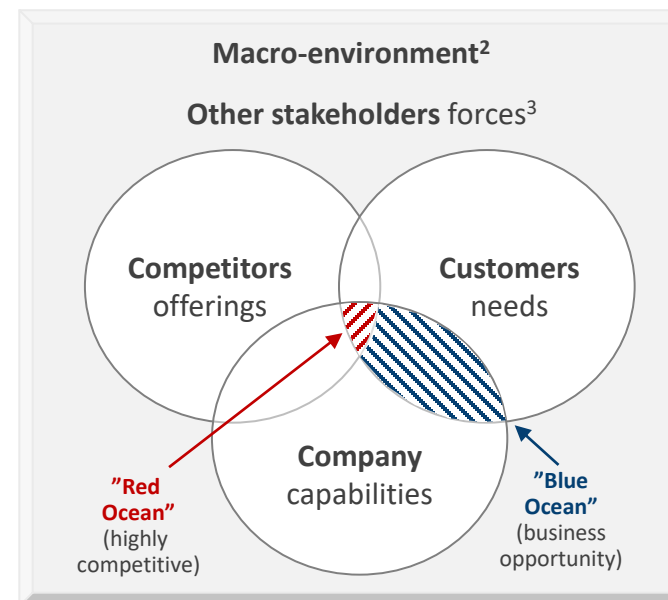 Macro-environment²
Other stakeholders forces³
Competitors
offerings
Customers
needs
Company
capabilities
”Red
Ocean”
(highly
competitive)
”Blue
Ocean”
(business
opportunity)